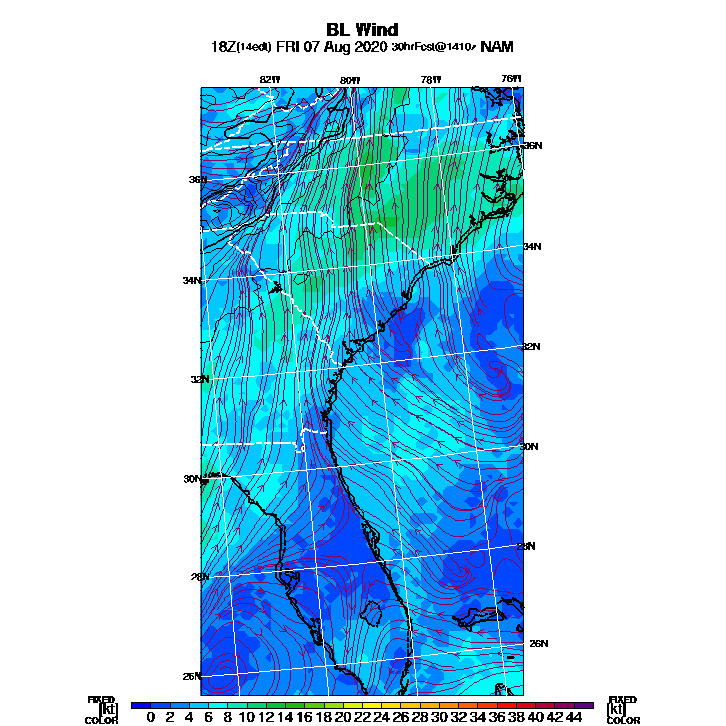 BL Wind
18Z(14edt) FRI 07 Aug 2020 30hrFcst@1410z NAM
82W 80W 78W 76W
36N 36N
34N 34N
32N 32N
30N 30N
28N 28N
26N 26N
FIXED FIXED
[kt] 0 2 4 6 8 10 12 14 16 18 20 22 24 26 28 30 32 34 36 38 40 42 44 [kt]
COLOR COLOR